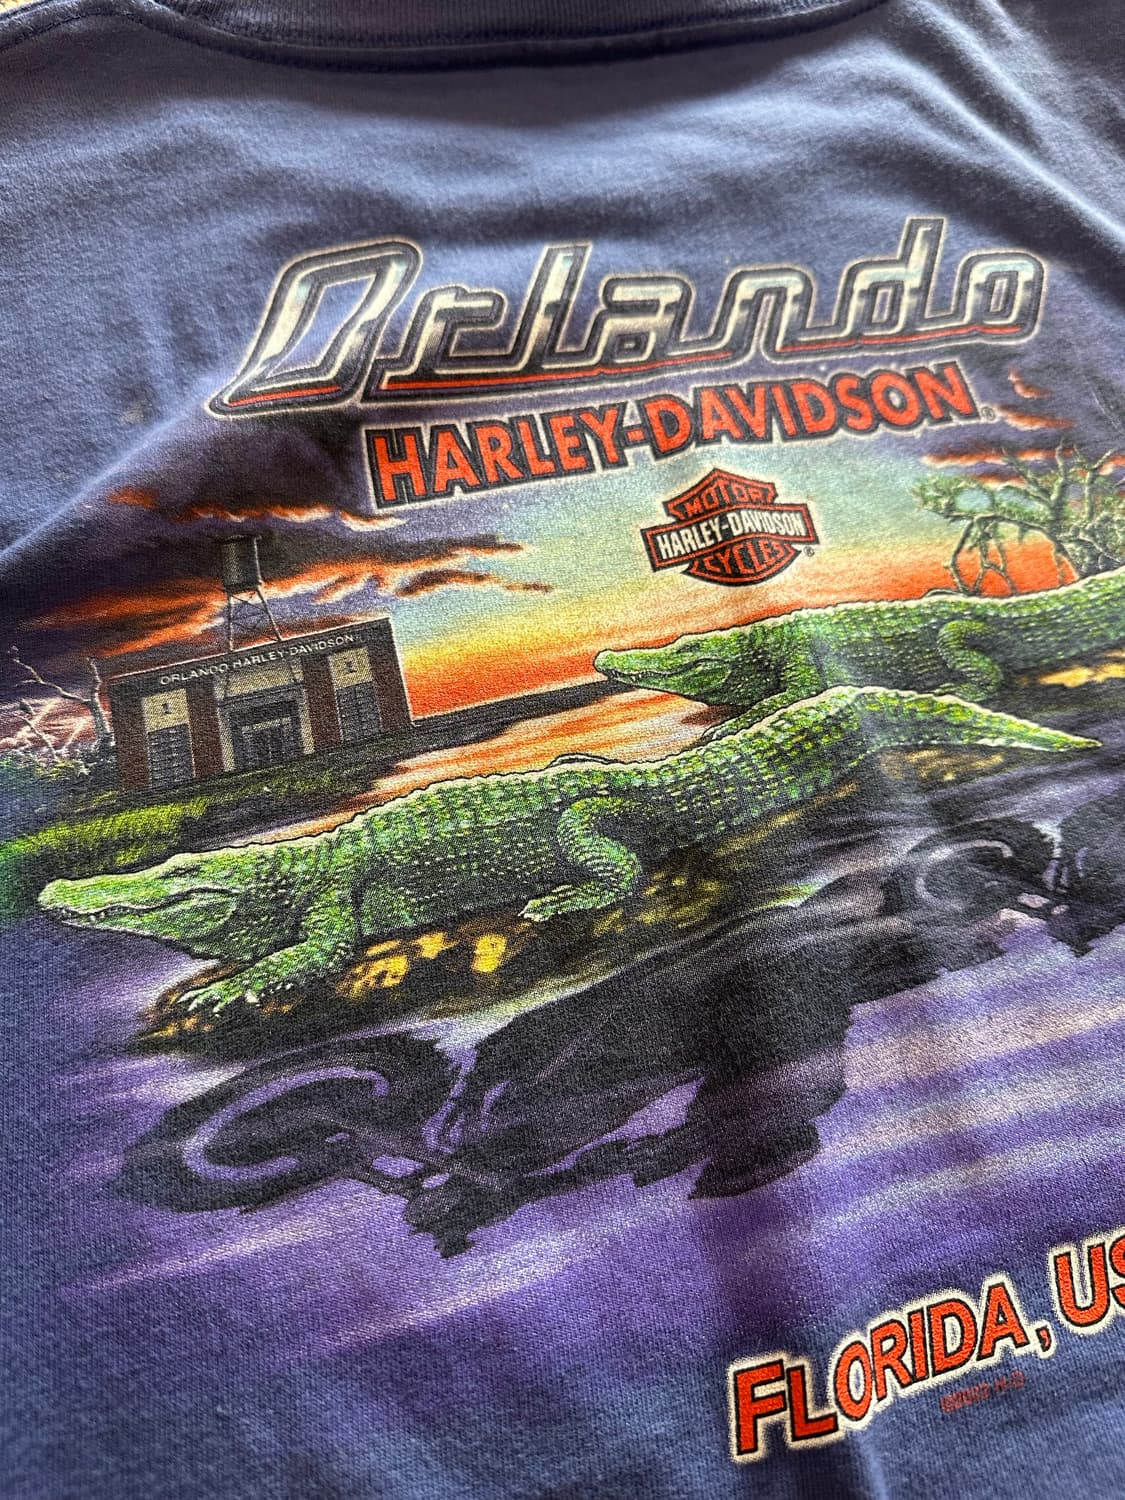 Orlando
HARLEY-DAVIDSON®
MOTOR
HARLEY-DAVIDSON
CYCLES®
ORLANDO HARLEY-DAVIDSON
FLORIDA, US